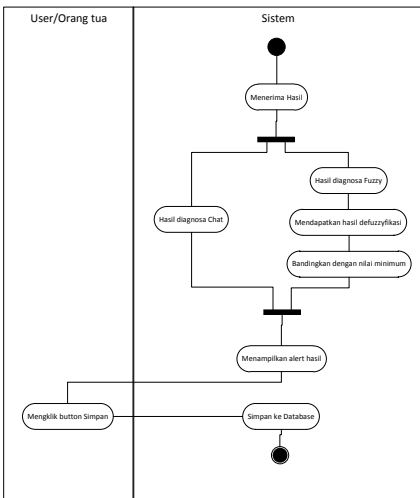 User/Orang tua
Sistem
Menerima Hasil
Hasil diagnosa Fuzzy
Hasil diagnosa Chat
Mendapatkan hasil defuzzyfikasi
Bandingkan dengan nilai minimum
Menampilkan alert hasil
Mengklik button Simpan
Simpan ke Database